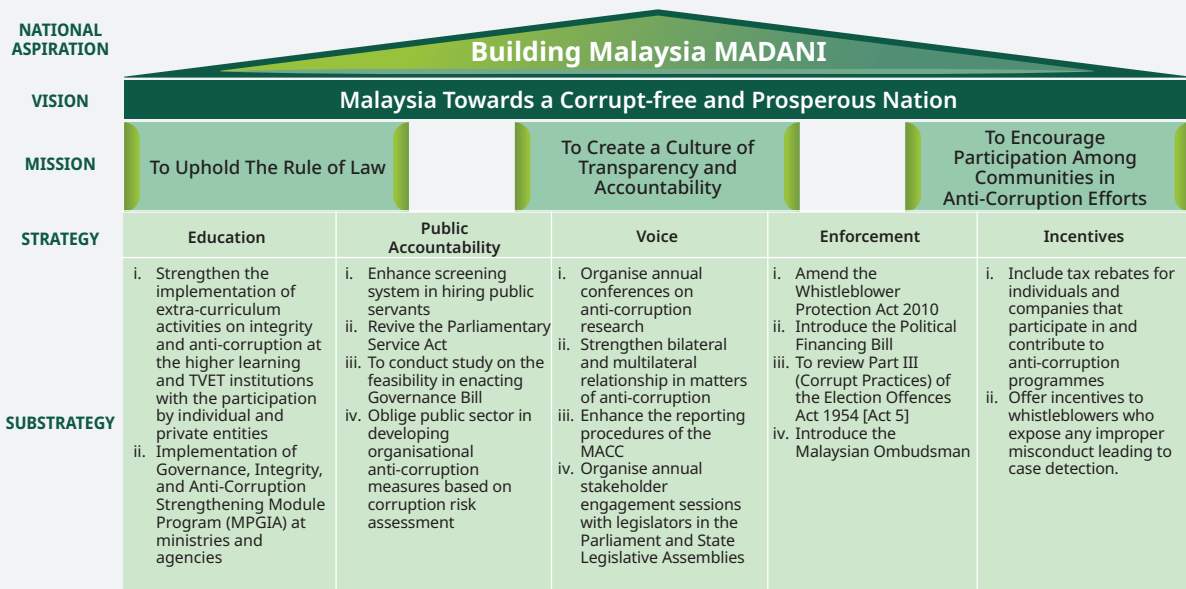 NATIONAL
ASPIRATION
Building Malaysia MADANI
VISION
Malaysia Towards a Corrupt-free and Prosperous Nation
MISSION
To Uphold The Rule of Law
To Create a Culture of
Transparency and
Accountability
To Encourage
Participation Among
Communities in
Anti-Corruption Efforts
STRATEGY
Education
Public
Accountability
Voice
Enforcement
Incentives
SUBSTRATEGY
i. Strengthen the
implementation of
extra-curriculum
activities on integrity
and anti-corruption at
the higher learning
and TVET institutions
with the participation
by individual and
private entities
ii. Implementation of
Governance, Integrity,
and Anti-Corruption
Strengthening Module
Program (MPGIA) at
ministries and
agencies
i. Enhance screening
system in hiring public
servants
ii. Revive the Parliamentary
Service Act
iii. To conduct study on the
feasibility in enacting
Governance Bill
iv. Oblige public sector in
developing
organisational
anti-corruption
measures based on
corruption risk
assessment
i. Organise annual
conferences on
anti-corruption
research
ii. Strengthen bilateral
and multilateral
relationship in matters
of anti-corruption
iii. Enhance the reporting
procedures of the
MACC
iv. Organise annual
stakeholder
engagement sessions
with legislators in the
Parliament and State
Legislative Assemblies
i. Amend the
Whistleblower
Protection Act 2010
ii. Introduce the Political
Financing Bill
iii. To review Part III
(Corrupt Practices) of
the Election Offences
Act 1954 [Act 5]
iv. Introduce the
Malaysian Ombudsman
i. Include tax rebates for
individuals and
companies that
participate in and
contribute to
anti-corruption
programmes
ii. Offer incentives to
whistleblowers who
expose any improper
misconduct leading to
case detection.